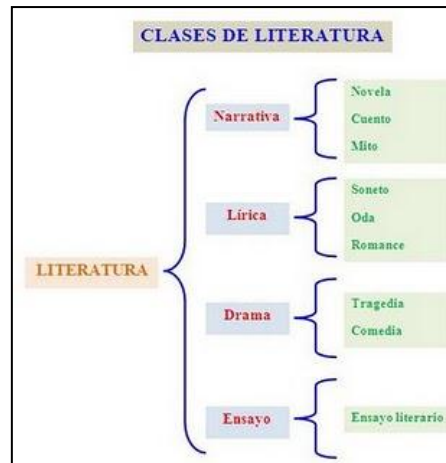 CLASES DE LITERATURA
LITERATURA
Narrativa
Novela
Cuento
Mito
Lírica
Soneto
Oda
Romance
Drama
Tragedia
Comedia
Ensayo
Ensayo literario